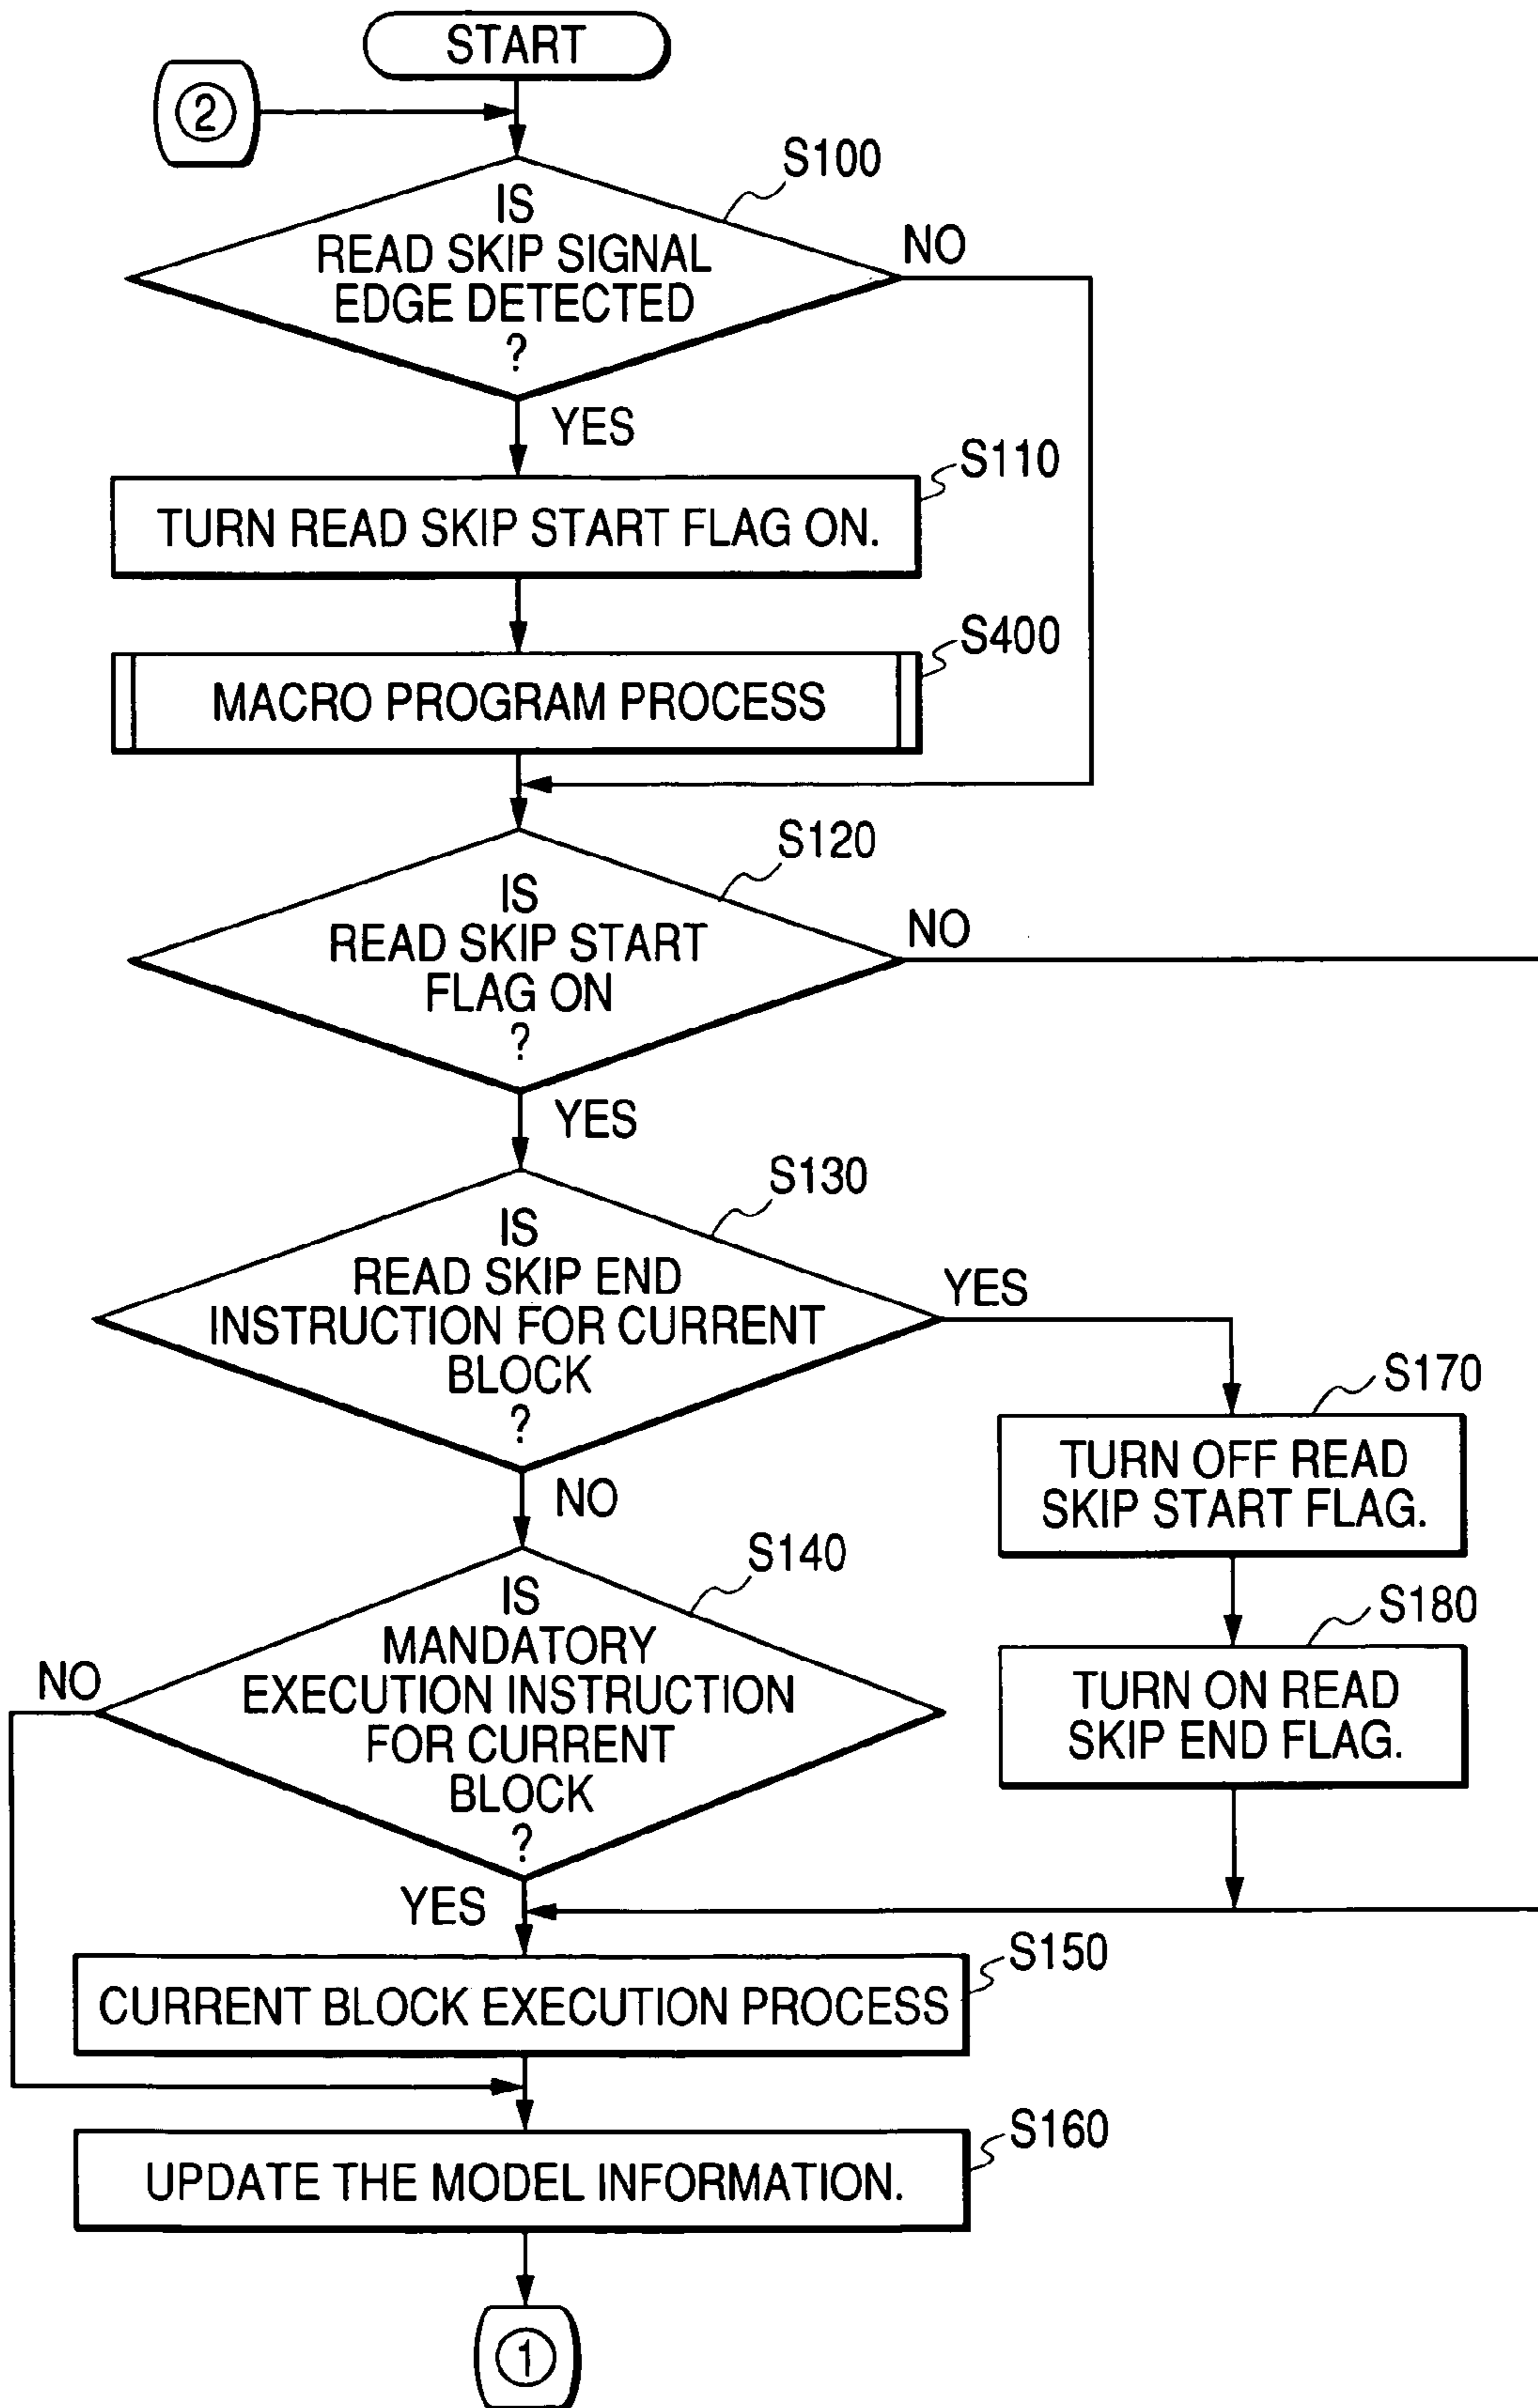 START
②
S100
IS
READ SKIP SIGNAL
EDGE DETECTED
?
NO
YES
S110
TURN READ SKIP START FLAG ON.
S400
MACRO PROGRAM PROCESS
S120
IS
READ SKIP START
FLAG ON
?
NO
YES
S130
IS
READ SKIP END
INSTRUCTION FOR CURRENT
BLOCK
?
YES
NO
S170
TURN OFF READ
SKIP START FLAG.
S140
IS
MANDATORY
EXECUTION INSTRUCTION
FOR CURRENT
BLOCK
?
NO
YES
S180
TURN ON READ
SKIP END FLAG.
S150
CURRENT BLOCK EXECUTION PROCESS
S160
UPDATE THE MODEL INFORMATION.
①